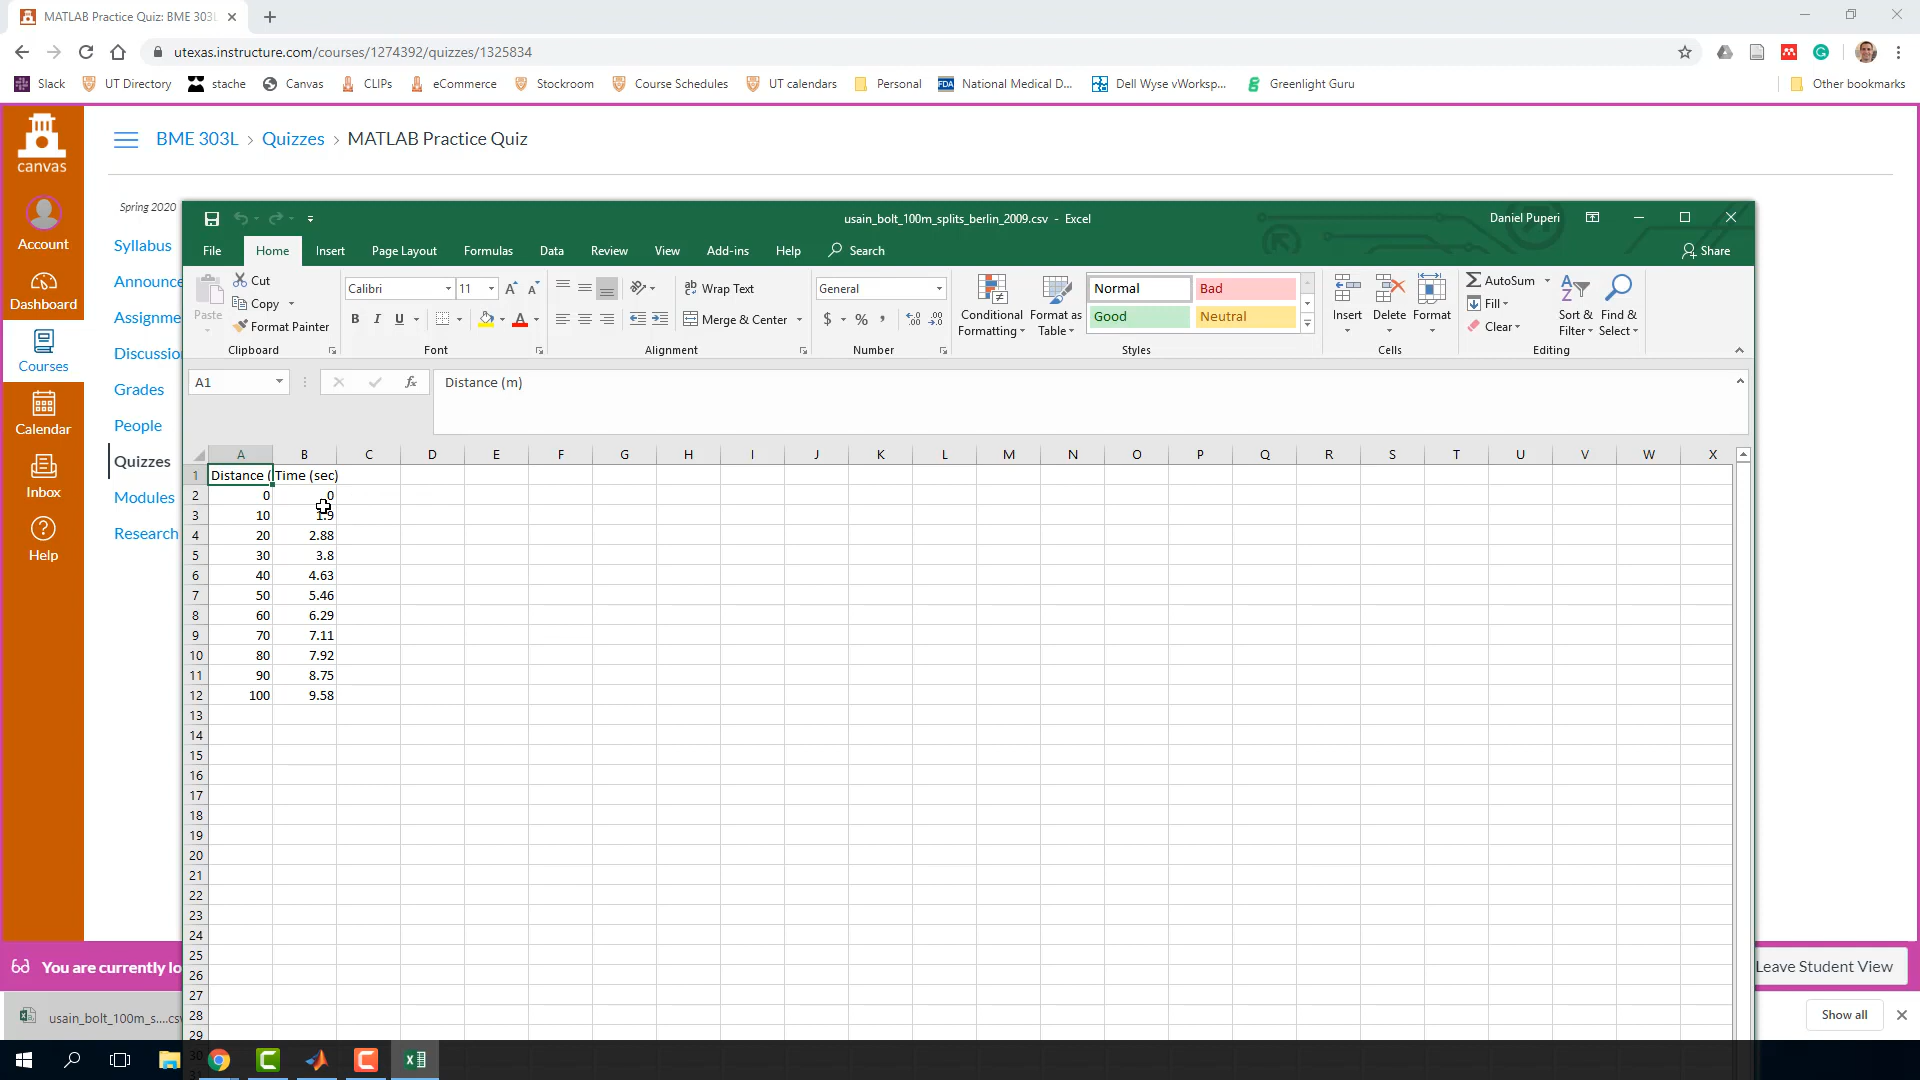 MATLAB Practice Quiz: BME 303L
utexas.instructure.com/courses/1274392/quizzes/1325834
Slack UT Directory stache Canvas CLIPs eCommerce Stockroom Course Schedules UT calendars Personal National Medical D... Dell Wyse vWorksp... Greenlight Guru Other bookmarks
canvas
Account
Dashboard
Courses
Calendar
Inbox
Help
BME 303L › Quizzes › MATLAB Practice Quiz
Spring 2020
Syllabus
Announce
Assignme
Discussio
Grades
People
Quizzes
Modules
Research
usain_bolt_100m_splits_berlin_2009.csv - Excel
Daniel Puperi
File Home Insert Page Layout Formulas Data Review View Add-ins Help Search Share
Paste
Cut
Copy
Format Painter
Clipboard
Calibri 11
B I U
Font
Wrap Text
Merge & Center
Alignment
General
$ % ,
Number
Conditional Formatting
Format as Table
Normal Bad
Good Neutral
Styles
Insert Delete Format
Cells
AutoSum
Fill
Clear
Sort & Filter
Find & Select
Editing
A1 fx Distance (m)
A B C D E F G H I J K L M N O P Q R S T U V W X
1 Distance ( Time (sec)
2 0 0
3 10 1.9
4 20 2.88
5 30 3.8
6 40 4.63
7 50 5.46
8 60 6.29
9 70 7.11
10 80 7.92
11 90 8.75
12 100 9.58
13
14
15
16
17
18
19
20
21
22
23
24
25
26
27
28
29
30
You are currently lo
Leave Student View
usain_bolt_100m_s....csv
Show all